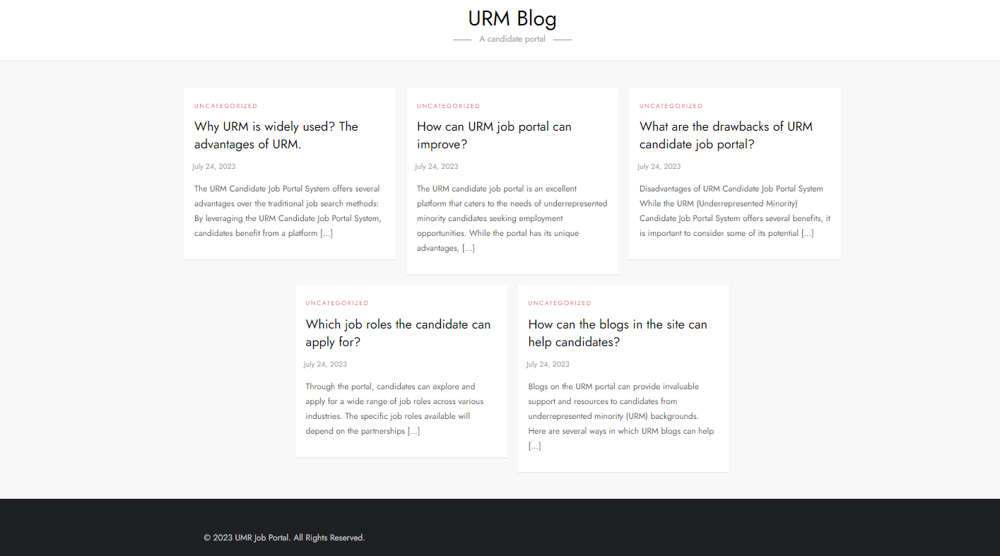 URM Blog
A candidate portal
UNCATEGORIZED
Why URM is widely used? The
advantages of URM.
July 24, 2023
The URM Candidate Job Portal System offers several
advantages over the traditional job search methods:
By leveraging the URM Candidate Job Portal System,
candidates benefit from a platform [...]
UNCATEGORIZED
How can URM job portal can
improve?
July 24, 2023
The URM candidate job portal is an excellent
platform that caters to the needs of underrepresented
minority candidates seeking employment
opportunities. While the portal has its unique
advantages, [...]
UNCATEGORIZED
What are the drawbacks of URM
candidate job portal?
July 24, 2023
Disadvantages of URM Candidate Job Portal System
While the URM (Underrepresented Minority)
Candidate Job Portal System offers several benefits, it
is important to consider some of its potential [...]
UNCATEGORIZED
Which job roles the candidate can
apply for?
July 24, 2023
Through the portal, candidates can explore and
apply for a wide range of job roles across various
industries. The specific job roles available will
depend on the partnerships [...]
UNCATEGORIZED
How can the blogs in the site can
help candidates?
July 24, 2023
Blogs on the URM portal can provide invaluable
support and resources to candidates from
underrepresented minority (URM) backgrounds.
Here are several ways in which URM blogs can help
[...]
© 2023 UMR Job Portal. All Rights Reserved.